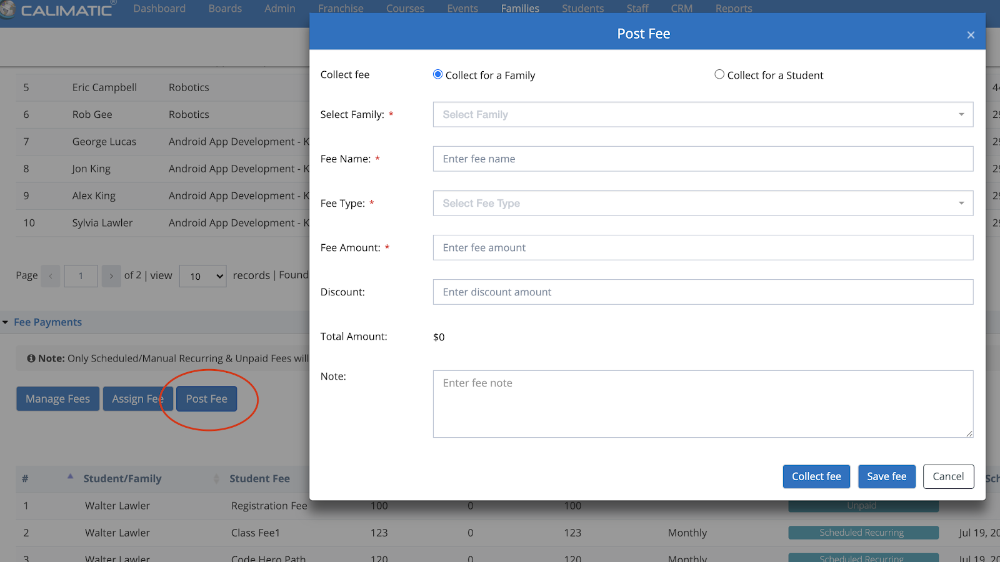 CALIMATIC®
Dashboard Boards Admin Franchise Courses Events Families Students Staff CRM Reports
Post Fee ×
Collect fee Collect for a Family Collect for a Student
Select Family: * Select Family
Fee Name: * Enter fee name
Fee Type: * Select Fee Type
Fee Amount: * Enter fee amount
Discount: Enter discount amount
Total Amount: $0
Note: Enter fee note
Collect fee Save fee Cancel
5 Eric Campbell Robotics
6 Rob Gee Robotics
7 George Lucas Android App Development - K
8 Jon King Android App Development - K
9 Alex King Android App Development - K
10 Sylvia Lawler Android App Development - K
Page < 1 > of 2 | view 10 records | Found
Fee Payments
Note: Only Scheduled/Manual Recurring & Unpaid Fees will
Manage Fees Assign Fee Post Fee
# Student/Family Student Fee Sch
1 Walter Lawler Registration Fee 100 0 100 Unpaid
2 Walter Lawler Class Fee1 123 0 123 Monthly Scheduled Recurring Jul 19, 20
3 Walter Lawler Code Hero Path 120 0 120 Monthly Scheduled Recurring Jul 19, 20